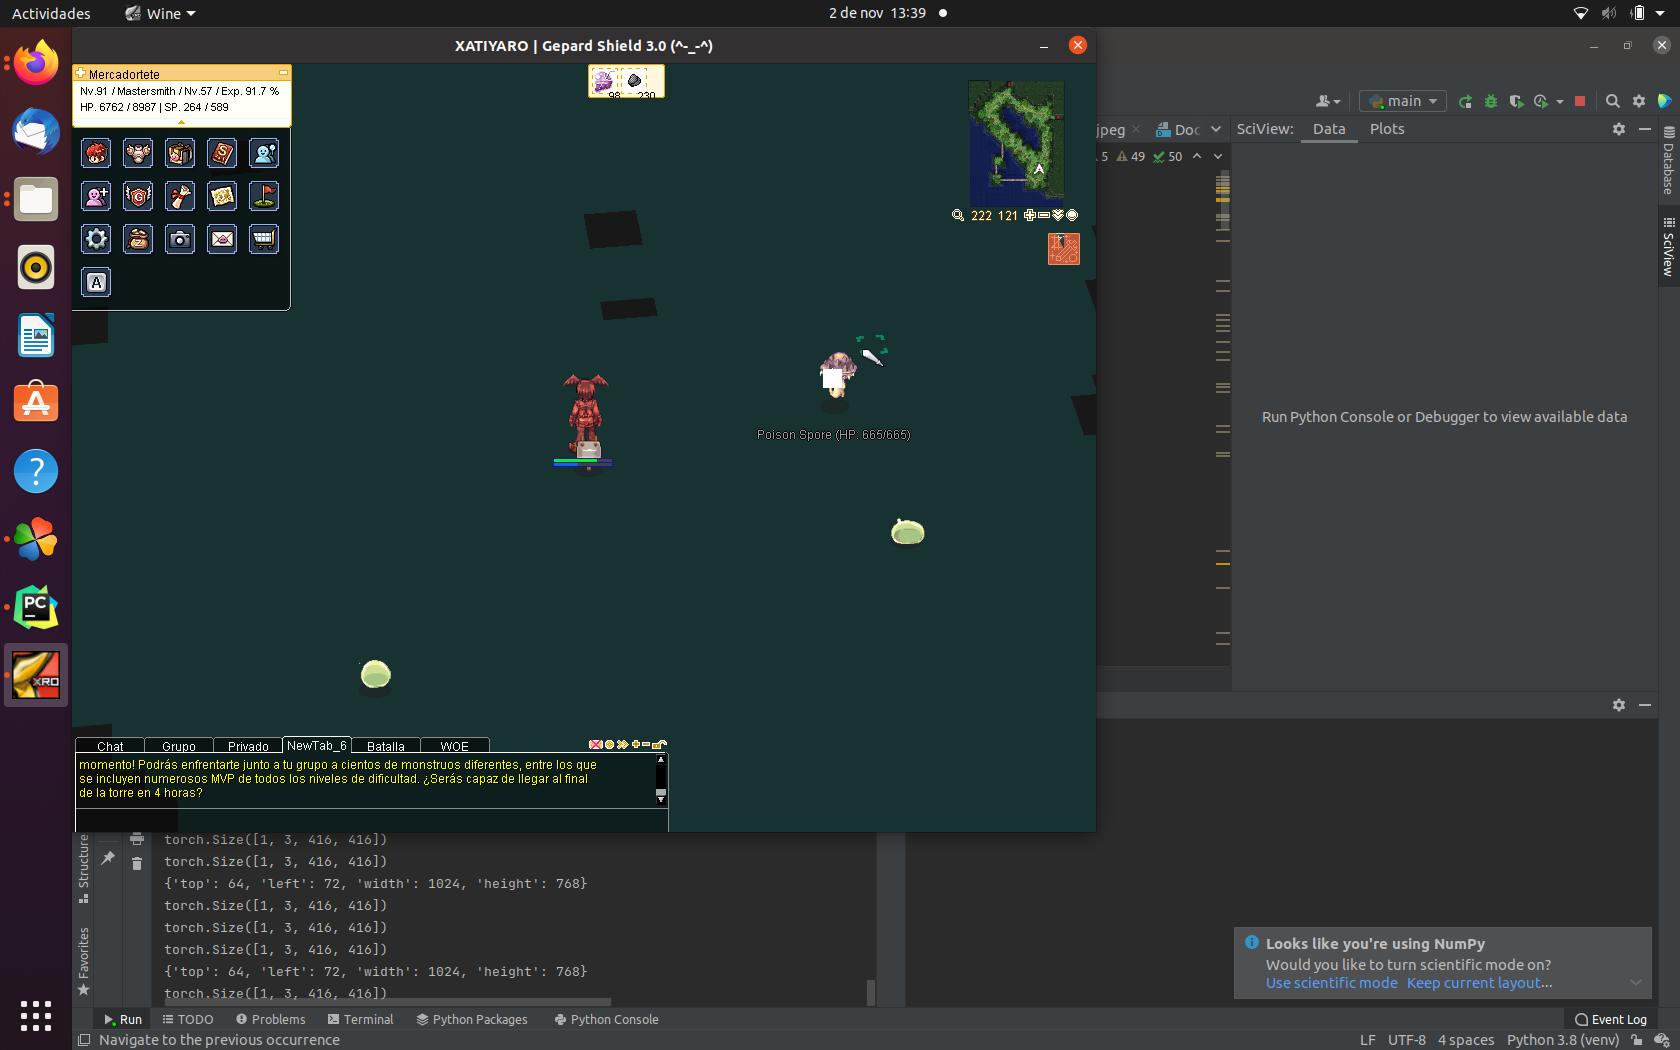 Actividades
Wine
2 de nov 13:39
XATIYARO | Gepard Shield 3.0 (^-_-^)
Mercadortete
Nv.91 / Mastersmith / Nv.57 / Exp. 91.7 %
HP. 6762 / 8987 | SP. 264 / 589
98
230
222 121
A
Poison Spore (HP: 665/665)
Chat
Grupo
Privado
NewTab_6
Batalla
WOE
momento! Podrás enfrentarte junto a tu grupo a cientos de monstruos diferentes, entre los que
se incluyen numerosos MVP de todos los niveles de dificultad. ¿Serás capaz de llegar al final
de la torre en 4 horas?
main
jpeg
Doc
SciView:
Data
Plots
5
49
50
Database
SciView
Run Python Console or Debugger to view available data
Structure
Favorites
torch.Size([1, 3, 416, 416])
torch.Size([1, 3, 416, 416])
{'top': 64, 'left': 72, 'width': 1024, 'height': 768}
torch.Size([1, 3, 416, 416])
torch.Size([1, 3, 416, 416])
torch.Size([1, 3, 416, 416])
{'top': 64, 'left': 72, 'width': 1024, 'height': 768}
torch.Size([1, 3, 416, 416])
Looks like you're using NumPy
Would you like to turn scientific mode on?
Use scientific mode Keep current layout...
Run
TODO
Problems
Terminal
Python Packages
Python Console
Event Log
Navigate to the previous occurrence
LF
UTF-8
4 spaces
Python 3.8 (venv)
PC
XRO